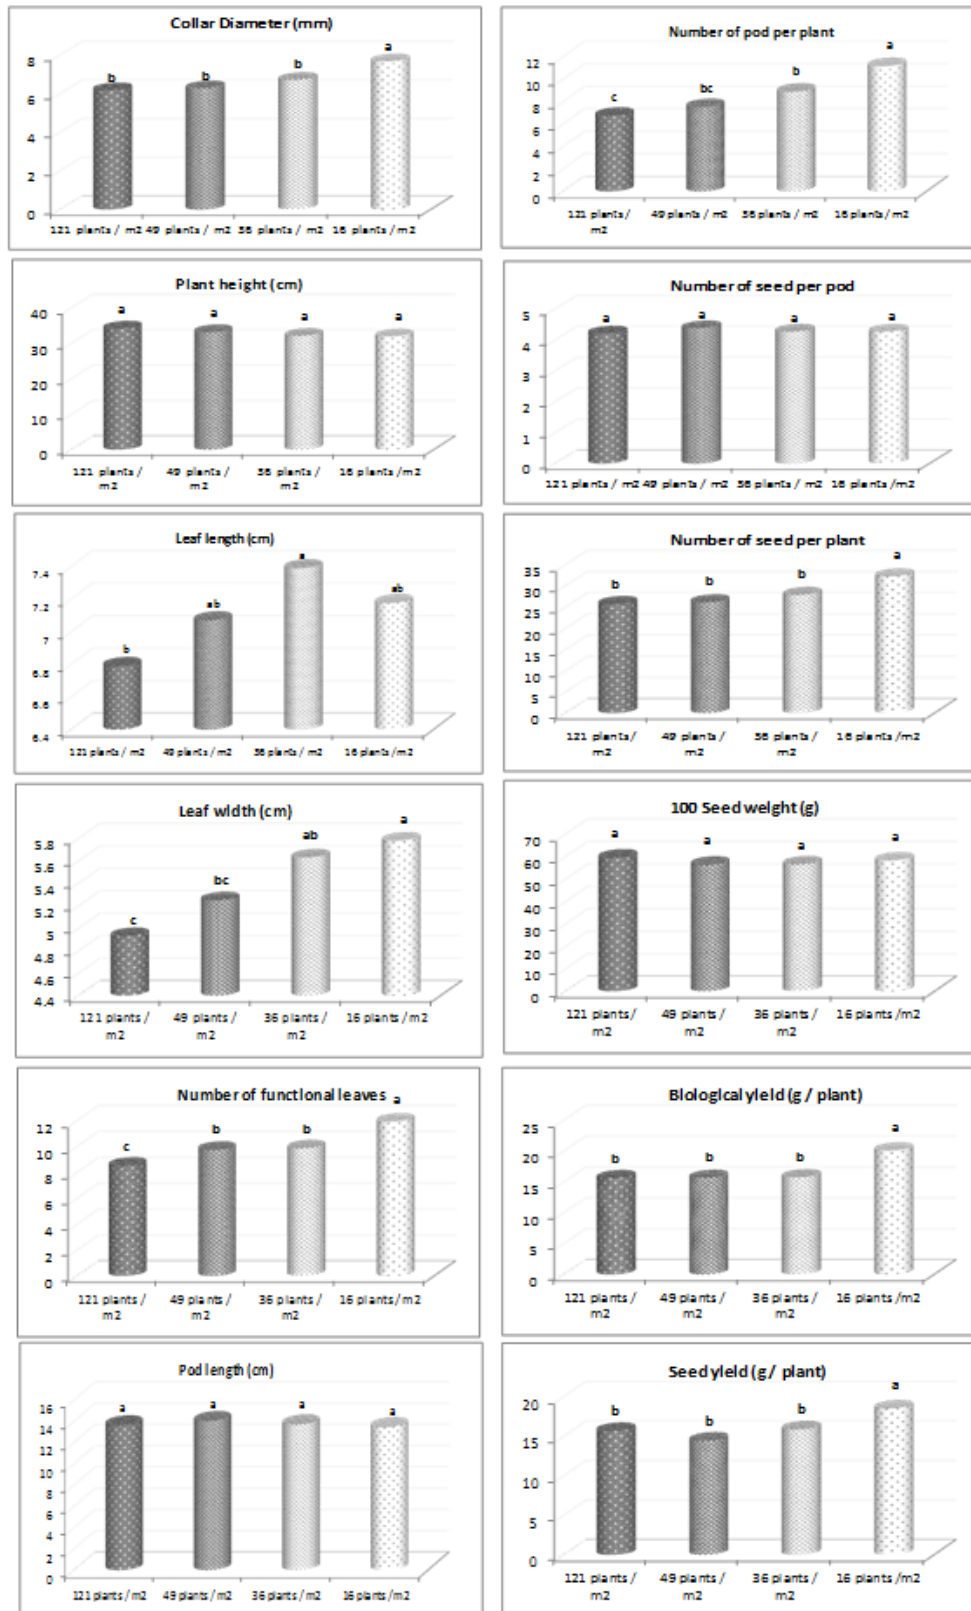 Collar Diameter (mm)
a
b
b
b
8
6
4
2
0
121 plants / m2 49 plants / m2 36 plants / m2 16 plants /m2
Number of pod per plant
a
b
bc
c
12
10
8
6
4
2
0
121 plants / 49 plants / m2 36 plants / m2 16 plants /m2
m2
Plant height (cm)
a
a
a
a
40
30
20
10
0
121 plants / 49 plants / 36 plants / 16 plants /m2
m2 m2 m2
Number of seed per pod
a
a
a
a
5
4
3
2
1
0
121 plants / m2 49 plants / m2 36 plants / m2 16 plants /m2
Leaf length (cm)
a
ab
ab
b
7.4
7.2
7
6.8
6.6
6.4
121 plants / m2 49 plants / m2 36 plants / m2 16 plants /m2
Number of seed per plant
a
b
b
b
35
30
25
20
15
10
5
0
121 plants / 49 plants / 36 plants / 16 plants /m2
m2 m2 m2
Leaf width (cm)
a
ab
bc
c
5.8
5.6
5.4
5.2
5
4.8
4.6
4.4
121 plants / 49 plants / 36 plants / 16 plants /m2
m2 m2 m2
100 Seed weight (g)
a
a
a
a
70
60
50
40
30
20
10
0
121 plants / 49 plants / 36 plants / 16 plants /m2
m2 m2 m2
Number of functional leaves
a
b
b
c
12
10
8
6
4
2
0
121 plants / 49 plants / 36 plants / 16 plants /m2
m2 m2 m2
Biological yield (g / plant)
a
b
b
b
25
20
15
10
5
0
121 plants / 49 plants / 36 plants / 16 plants /m2
m2 m2 m2
Pod length (cm)
a
a
a
a
16
14
12
10
8
6
4
2
0
121 plants / m2 49 plants / m2 36 plants / m2 16 plants /m2
Seed yield (g / plant)
a
b
b
b
20
15
10
5
0
121 plants / 49 plants / 36 plants / 16 plants /m2
m2 m2 m2